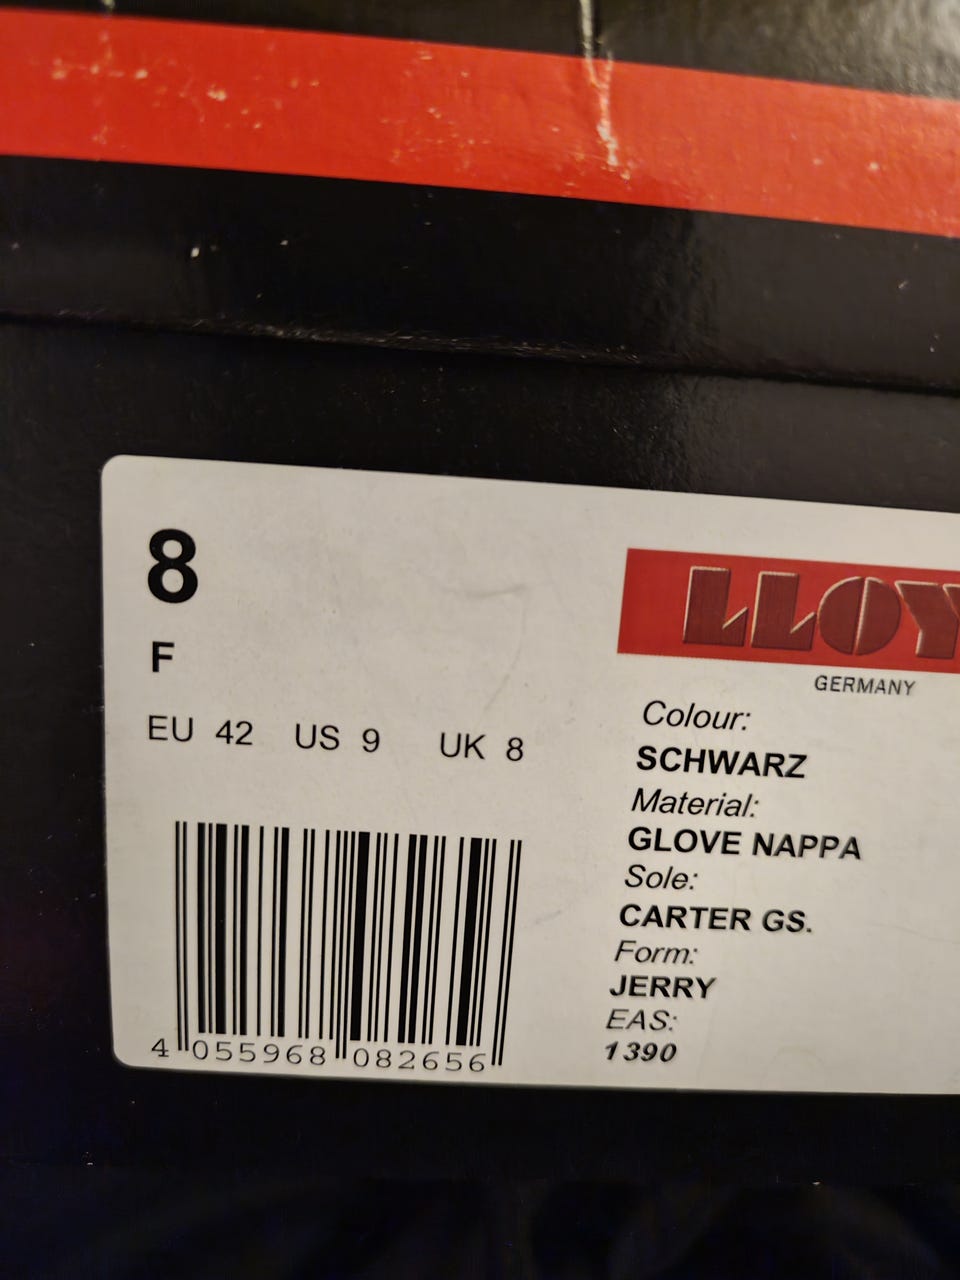 8
F
EU 42 US 9 UK 8
4 055968 082656
LLOY
GERMANY
Colour:
SCHWARZ
Material:
GLOVE NAPPA
Sole:
CARTER GS.
Form:
JERRY
EAS:
1390